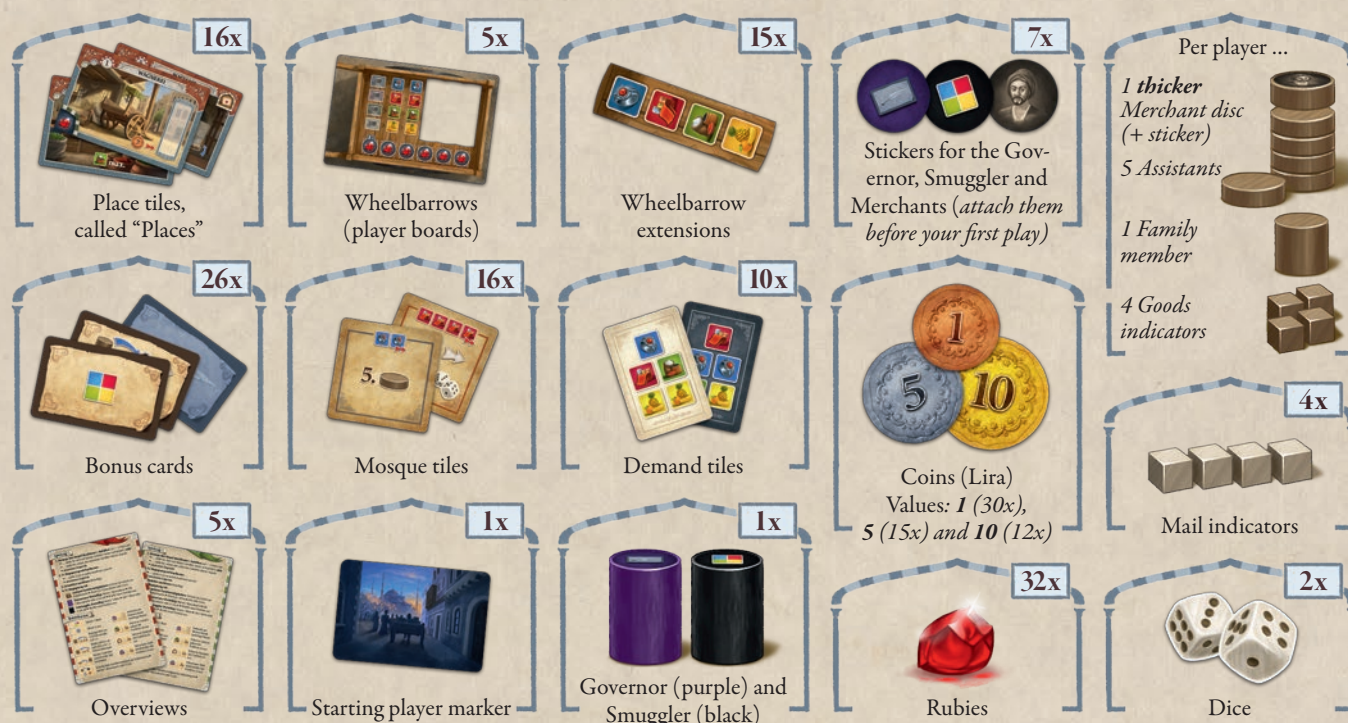 16x
Place tiles,
called “Places”
5x
Wheelbarrows
(player boards)
15x
Wheelbarrow
extensions
7x
Stickers for the Gov-
ernor, Smuggler and
Merchants (attach them
before your first play)
Per player ...
1 thicker
Merchant disc
(+ sticker)
5 Assistants
1 Family
member
4 Goods
indicators
26x
Bonus cards
16x
5.
Mosque tiles
10x
Demand tiles
1
5
10
Coins (Lira)
Values: 1 (30x),
5 (15x) and 10 (12x)
4x
Mail indicators
5x
Overviews
1x
Starting player marker
1x
Governor (purple) and
Smuggler (black)
32x
Rubies
2x
Dice